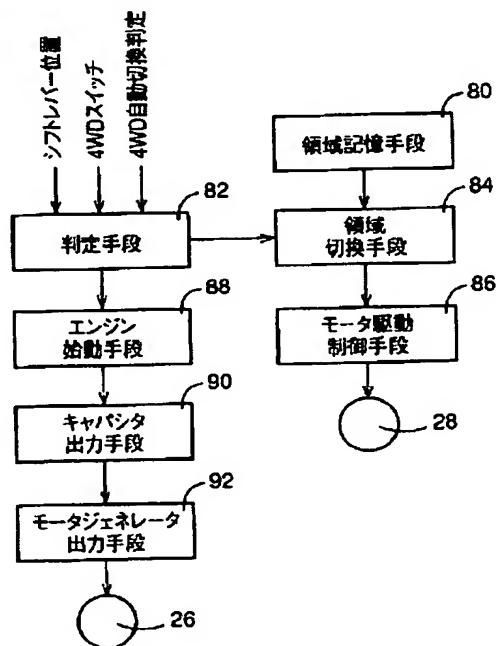 シフトレバー位置
4WDスイッチ
4WD自動切換判定
80
領域記憶手段
82
判定手段
84
領域
切換手段
88
エンジン
始動手段
86
モータ駆動
制御手段
90
キャパシタ
出力手段
28
92
モータジェネレータ
出力手段
26